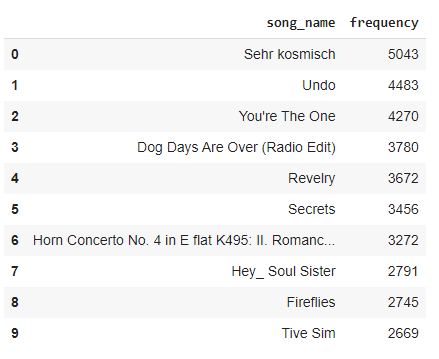 song_name frequency
0 Sehr kosmisch 5043
1 Undo 4483
2 You're The One 4270
3 Dog Days Are Over (Radio Edit) 3780
4 Revelry 3672
5 Secrets 3456
6 Horn Concerto No. 4 in E flat K495: II. Romanc... 3272
7 Hey_ Soul Sister 2791
8 Fireflies 2745
9 Tive Sim 2669